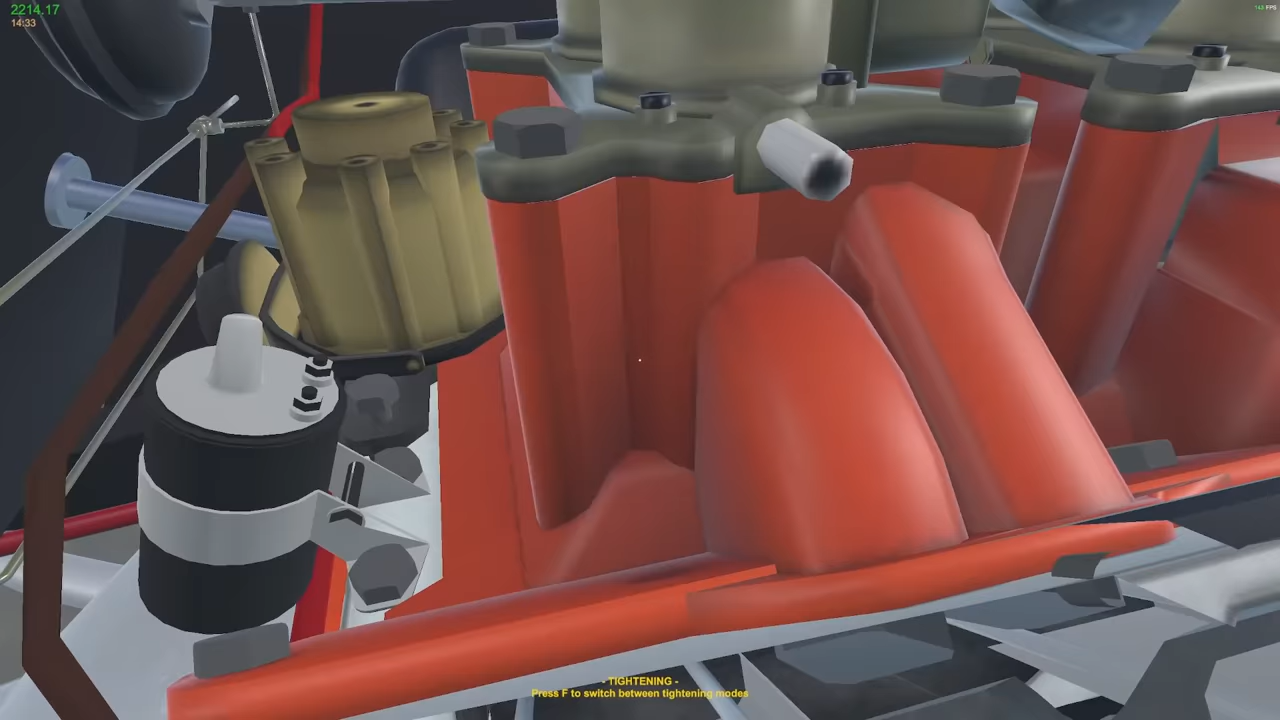 2214.17
14:33
143 FPS
- TIGHTENING -
Press F to switch between tightening modes